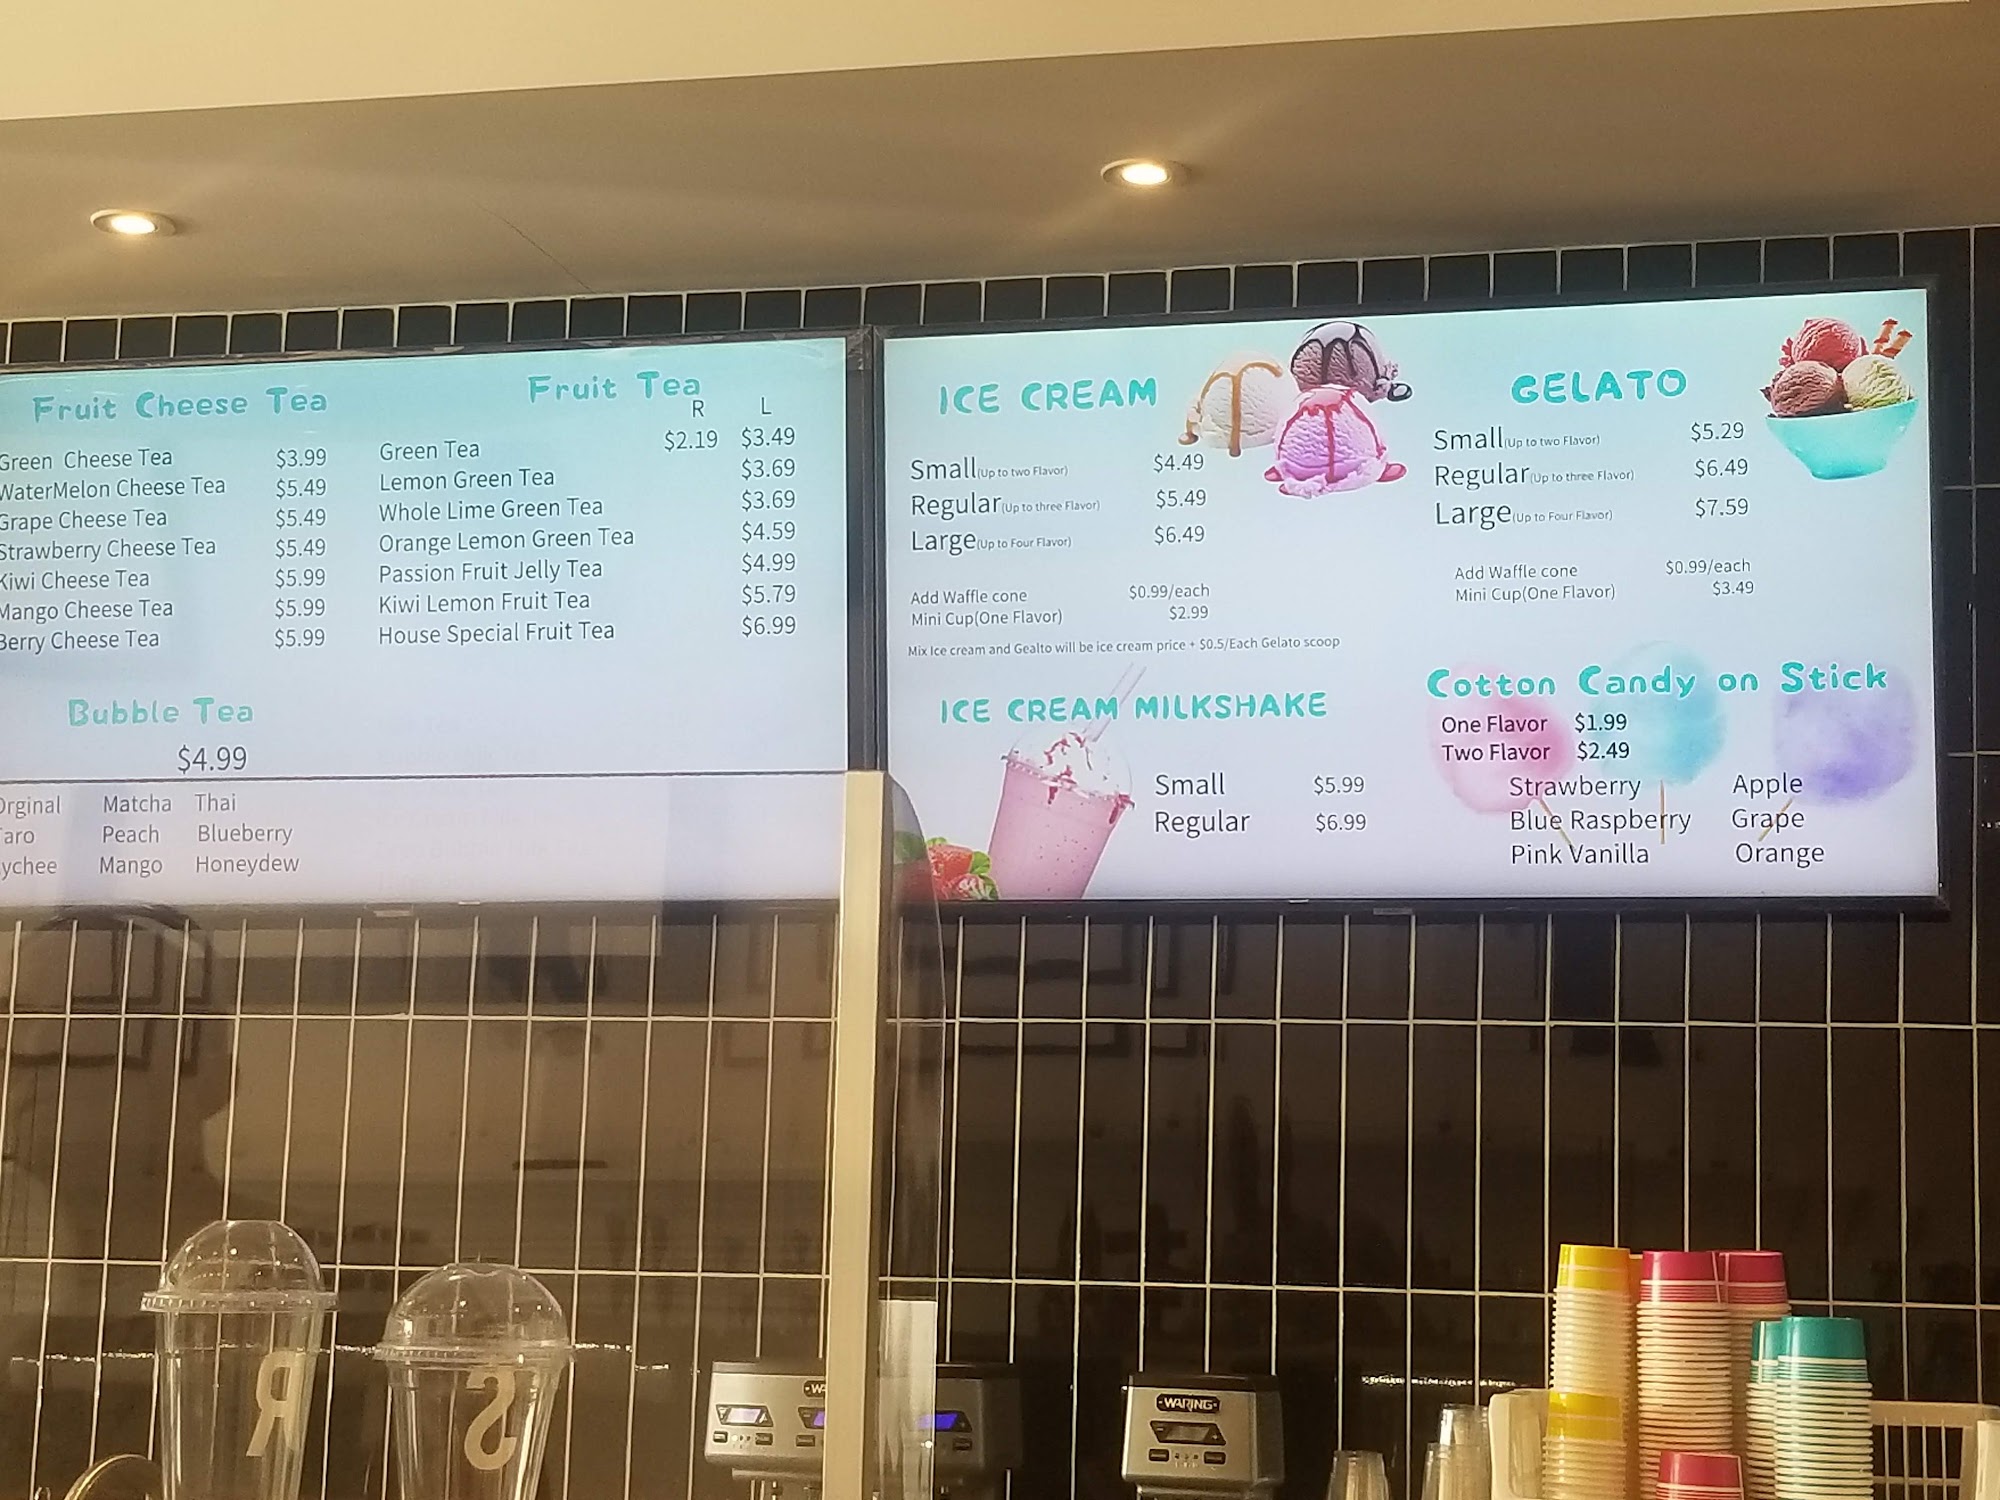 Fruit Cheese Tea
Green Cheese Tea $3.99
WaterMelon Cheese Tea $5.49
Grape Cheese Tea $5.49
Strawberry Cheese Tea $5.49
Kiwi Cheese Tea $5.99
Mango Cheese Tea $5.99
Berry Cheese Tea $5.99
Fruit Tea
R L
Green Tea $2.19 $3.49
Lemon Green Tea $3.69
Whole Lime Green Tea $3.69
Orange Lemon Green Tea $4.59
Passion Fruit Jelly Tea $4.99
Kiwi Lemon Fruit Tea $5.79
House Special Fruit Tea $6.99
Bubble Tea
$4.99
Orginal Matcha Thai
Taro Peach Blueberry
Lychee Mango Honeydew
ICE CREAM
Small(Up to two Flavor) $4.49
Regular(Up to three Flavor) $5.49
Large(Up to Four Flavor) $6.49
Add Waffle cone $0.99/each
Mini Cup(One Flavor) $2.99
Mix Ice cream and Gealto will be ice cream price + $0.5/Each Gelato scoop
GELATO
Small(Up to two Flavor) $5.29
Regular(Up to three Flavor) $6.49
Large(Up to Four Flavor) $7.59
Add Waffle cone $0.99/each
Mini Cup(One Flavor) $3.49
ICE CREAM MILKSHAKE
Small $5.99
Regular $6.99
Cotton Candy on Stick
One Flavor $1.99
Two Flavor $2.49
Strawberry Apple
Blue Raspberry Grape
Pink Vanilla Orange
R
S
WARING